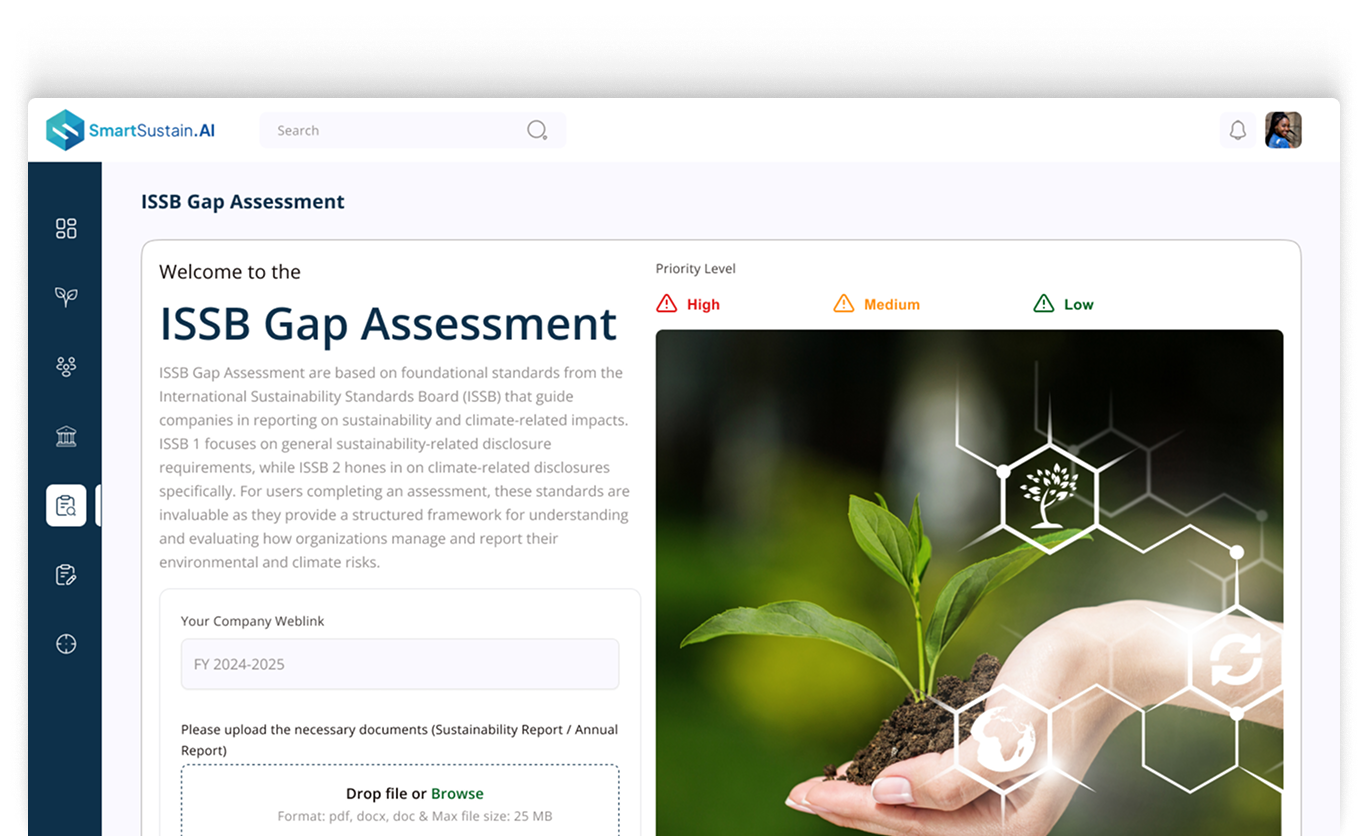 SmartSustain.AI
Search
ISSB Gap Assessment
Welcome to the
ISSB Gap Assessment
ISSB Gap Assessment are based on foundational standards from the
International Sustainability Standards Board (ISSB) that guide
companies in reporting on sustainability and climate-related impacts.
ISSB 1 focuses on general sustainability-related disclosure
requirements, while ISSB 2 hones in on climate-related disclosures
specifically. For users completing an assessment, these standards are
invaluable as they provide a structured framework for understanding
and evaluating how organizations manage and report their
environmental and climate risks.
Your Company Weblink
FY 2024-2025
Please upload the necessary documents (Sustainability Report / Annual
Report)
Drop file or Browse
Format: pdf, docx, doc & Max file size: 25 MB
Priority Level
High
Medium
Low